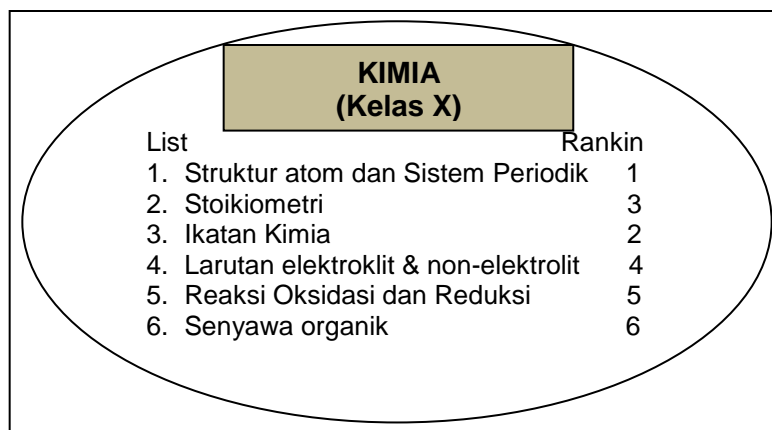 KIMIA
(Kelas X)
List Rankin
1. Struktur atom dan Sistem Periodik 1
2. Stoikiometri 3
3. Ikatan Kimia 2
4. Larutan elektroklit & non-elektrolit 4
5. Reaksi Oksidasi dan Reduksi 5
6. Senyawa organik 6